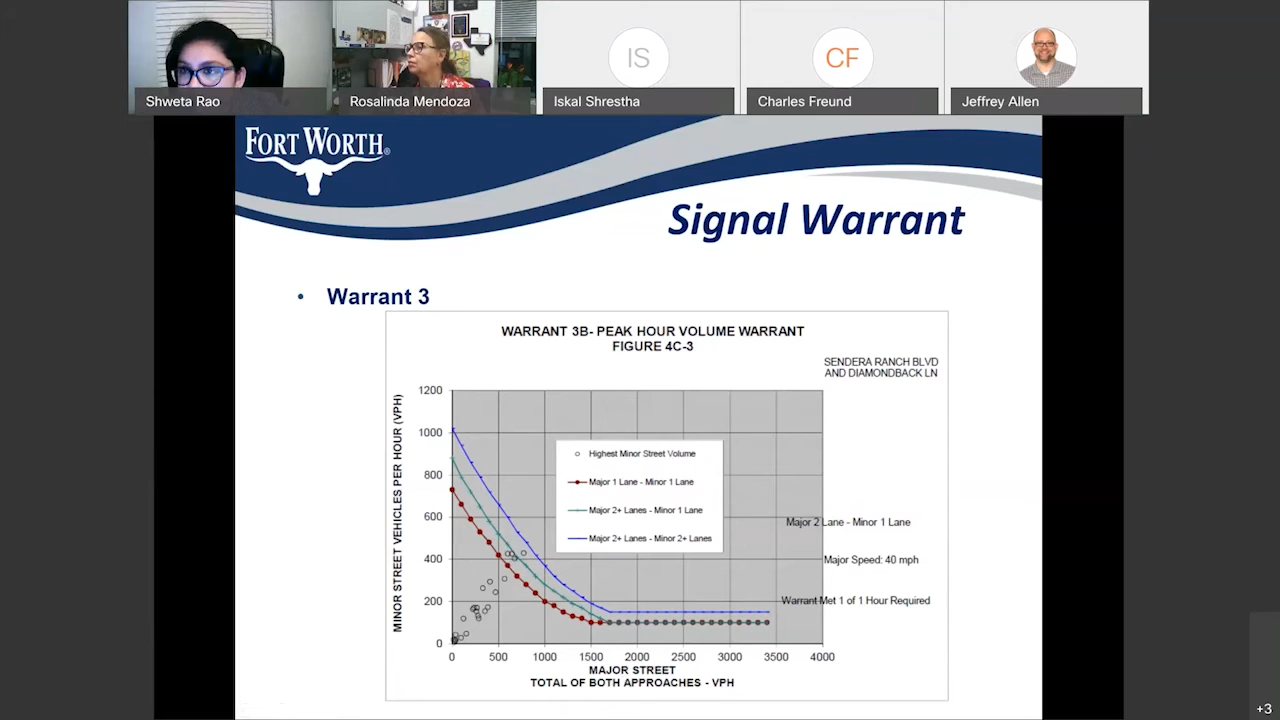 Shweta Rao
Rosalinda Mendoza
IS
Iskal Shrestha
CF
Charles Freund
Jeffrey Allen
FORT WORTH®
Signal Warrant
• Warrant 3
WARRANT 3B- PEAK HOUR VOLUME WARRANT
FIGURE 4C-3
SENDERA RANCH BLVD
AND DIAMONDBACK LN
MINOR STREET VEHICLES PER HOUR (VPH)
1200
1000
800
600
400
200
0
Highest Minor Street Volume
Major 1 Lane - Minor 1 Lane
Major 2+ Lanes - Minor 1 Lane
Major 2+ Lanes - Minor 2+ Lanes
Major 2 Lane - Minor 1 Lane
Major Speed: 40 mph
Warrant Met 1 of 1 Hour Required
0 500 1000 1500 2000 2500 3000 3500 4000
MAJOR STREET
TOTAL OF BOTH APPROACHES - VPH
+3